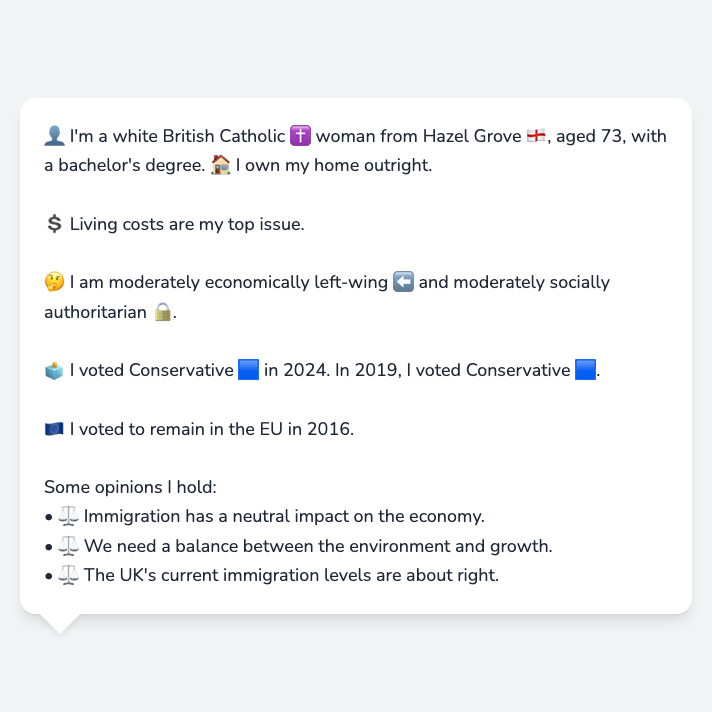 👤 I'm a white British Catholic ✝️ woman from Hazel Grove 🏴󠁧󠁢󠁥󠁮󠁧󠁿, aged 73, with
a bachelor's degree. 🏠 I own my home outright.
💲 Living costs are my top issue.
🤔 I am moderately economically left-wing ⬅️ and moderately socially
authoritarian 🔒.
🗳️ I voted Conservative 🟦 in 2024. In 2019, I voted Conservative 🟦.
🇪🇺 I voted to remain in the EU in 2016.
Some opinions I hold:
• ⚖️ Immigration has a neutral impact on the economy.
• ⚖️ We need a balance between the environment and growth.
• ⚖️ The UK's current immigration levels are about right.